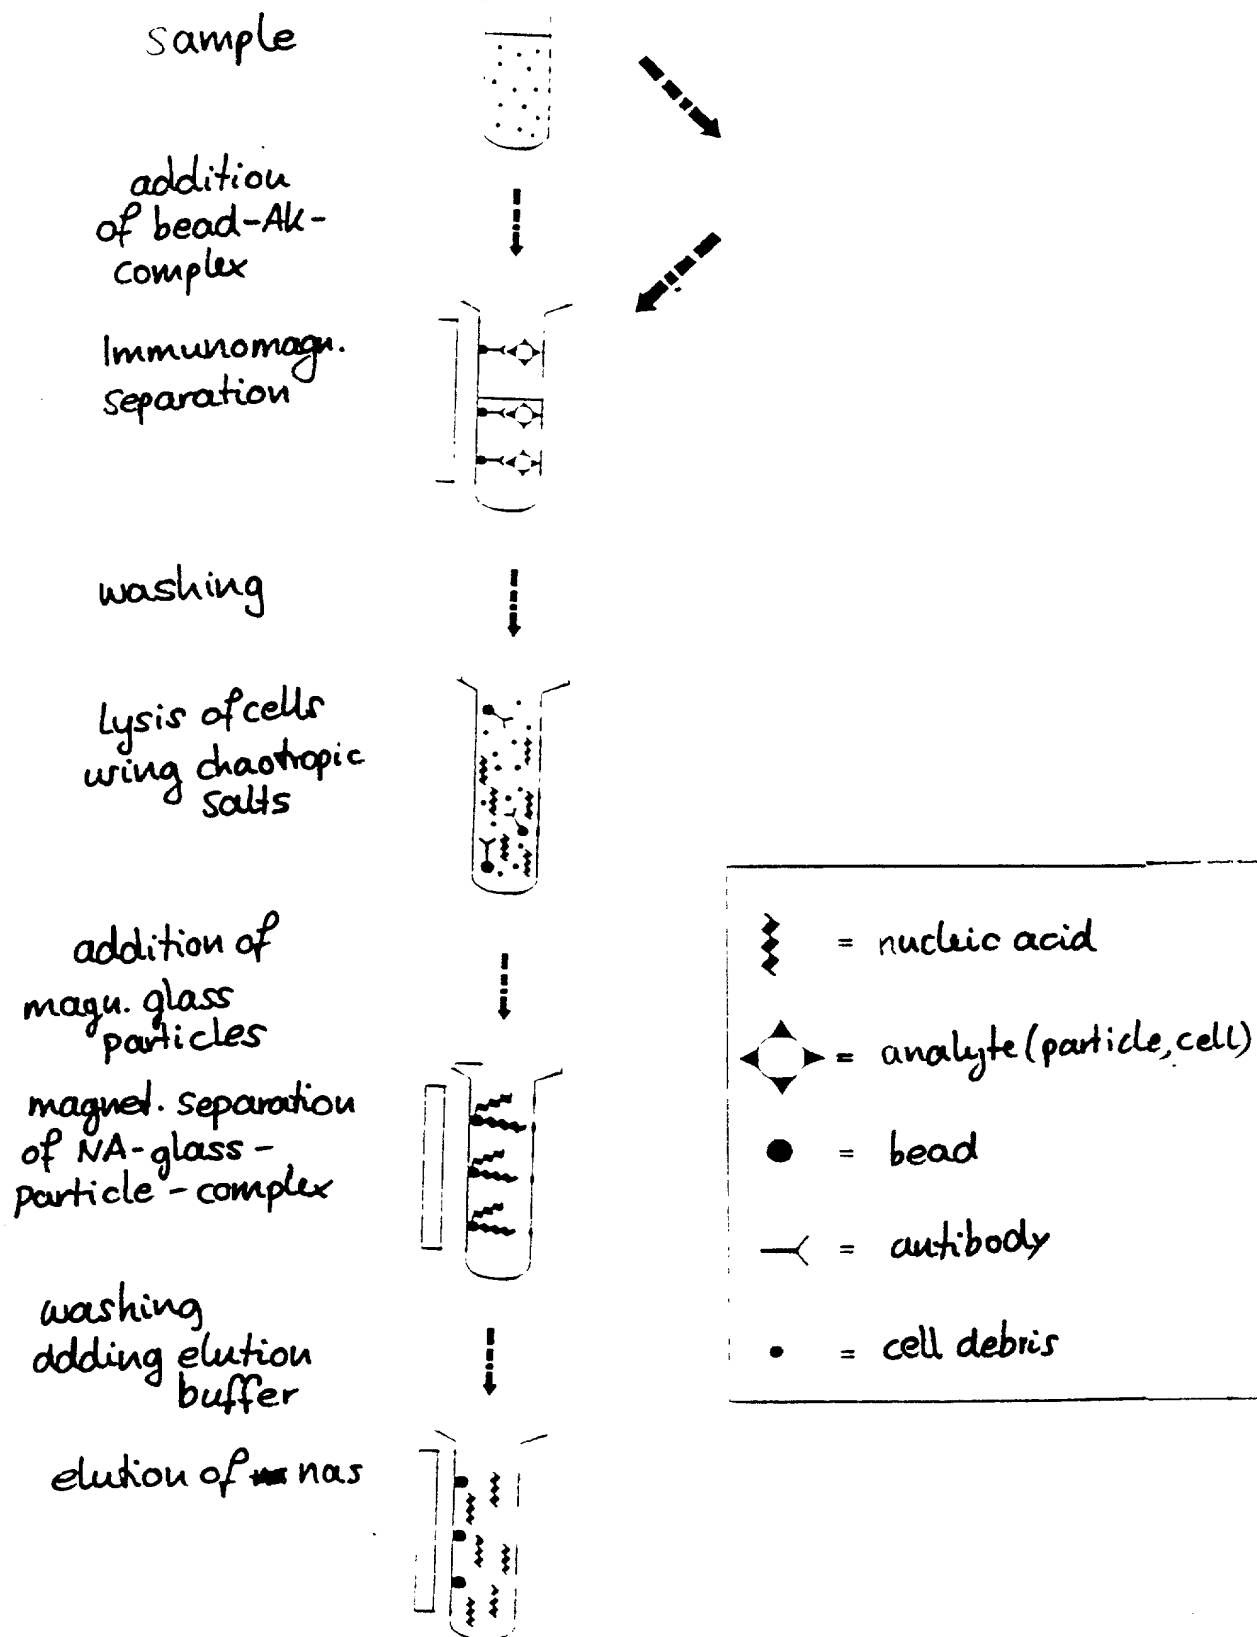 sample
addition
of bead-Ak-
complex
Immunomagn.
separation
washing
Lysis of cells
using chaotropic
salts
addition of
magn. glass
particles
magnet. separation
of NA-glass-
particle-complex
washing
adding elution
buffer
elution of nas
= nucleic acid
= analyte (particle, cell)
= bead
= antibody
= cell debris